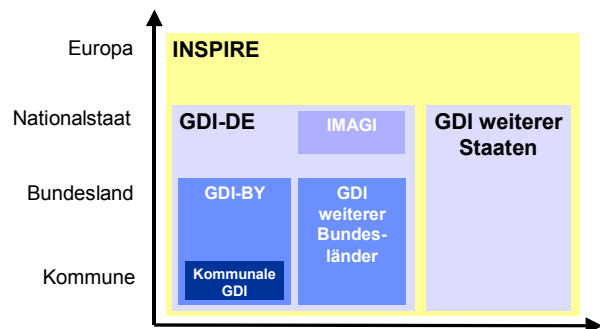 Europa
INSPIRE
Nationalstaat
GDI-DE
IMAGI
GDI weiterer
Staaten
Bundesland
GDI-BY
GDI
weiterer
Bundes-
länder
Kommune
Kommunale
GDI